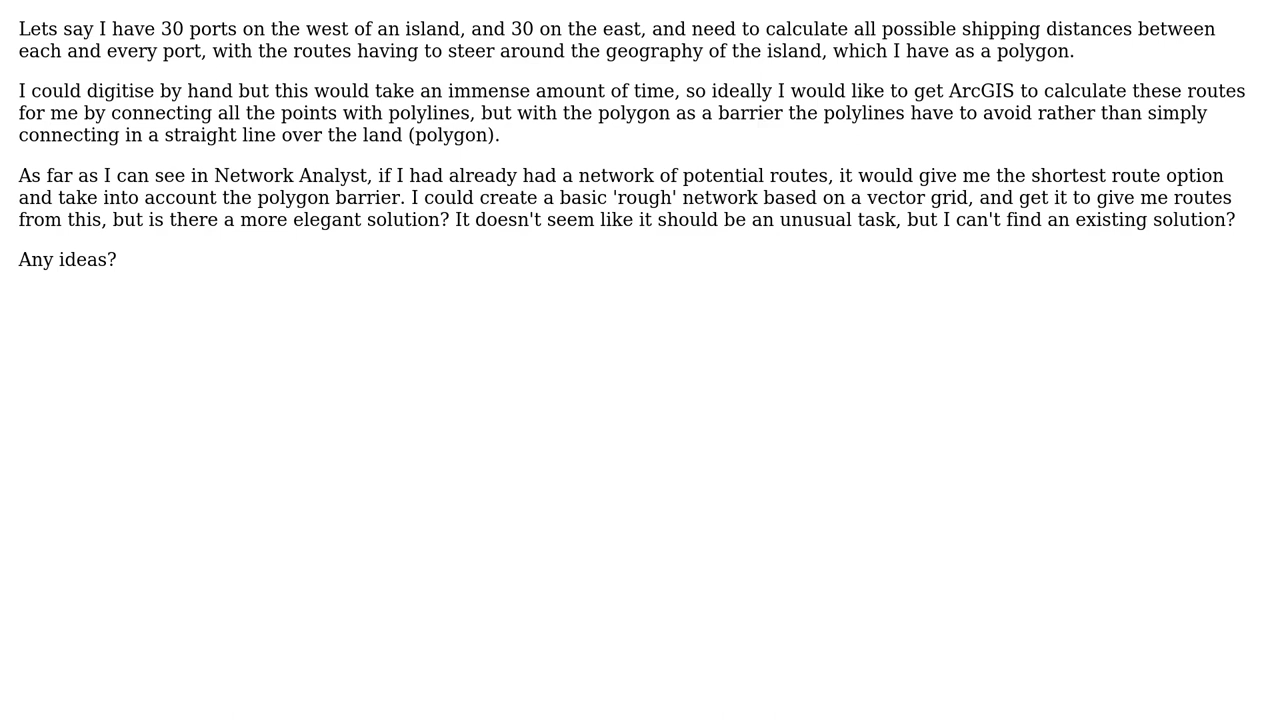 Lets say I have 30 ports on the west of an island, and 30 on the east, and need to calculate all possible shipping distances between
each and every port, with the routes having to steer around the geography of the island, which I have as a polygon.
I could digitise by hand but this would take an immense amount of time, so ideally I would like to get ArcGIS to calculate these routes
for me by connecting all the points with polylines, but with the polygon as a barrier the polylines have to avoid rather than simply
connecting in a straight line over the land (polygon).
As far as I can see in Network Analyst, if I had already had a network of potential routes, it would give me the shortest route option
and take into account the polygon barrier. I could create a basic 'rough' network based on a vector grid, and get it to give me routes
from this, but is there a more elegant solution? It doesn't seem like it should be an unusual task, but I can't find an existing solution?
Any ideas?